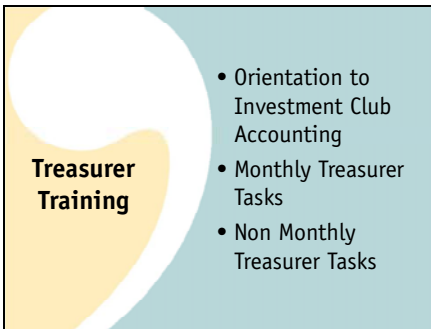 Treasurer
Training
• Orientation to
Investment Club
Accounting
• Monthly Treasurer
Tasks
• Non Monthly
Treasurer Tasks